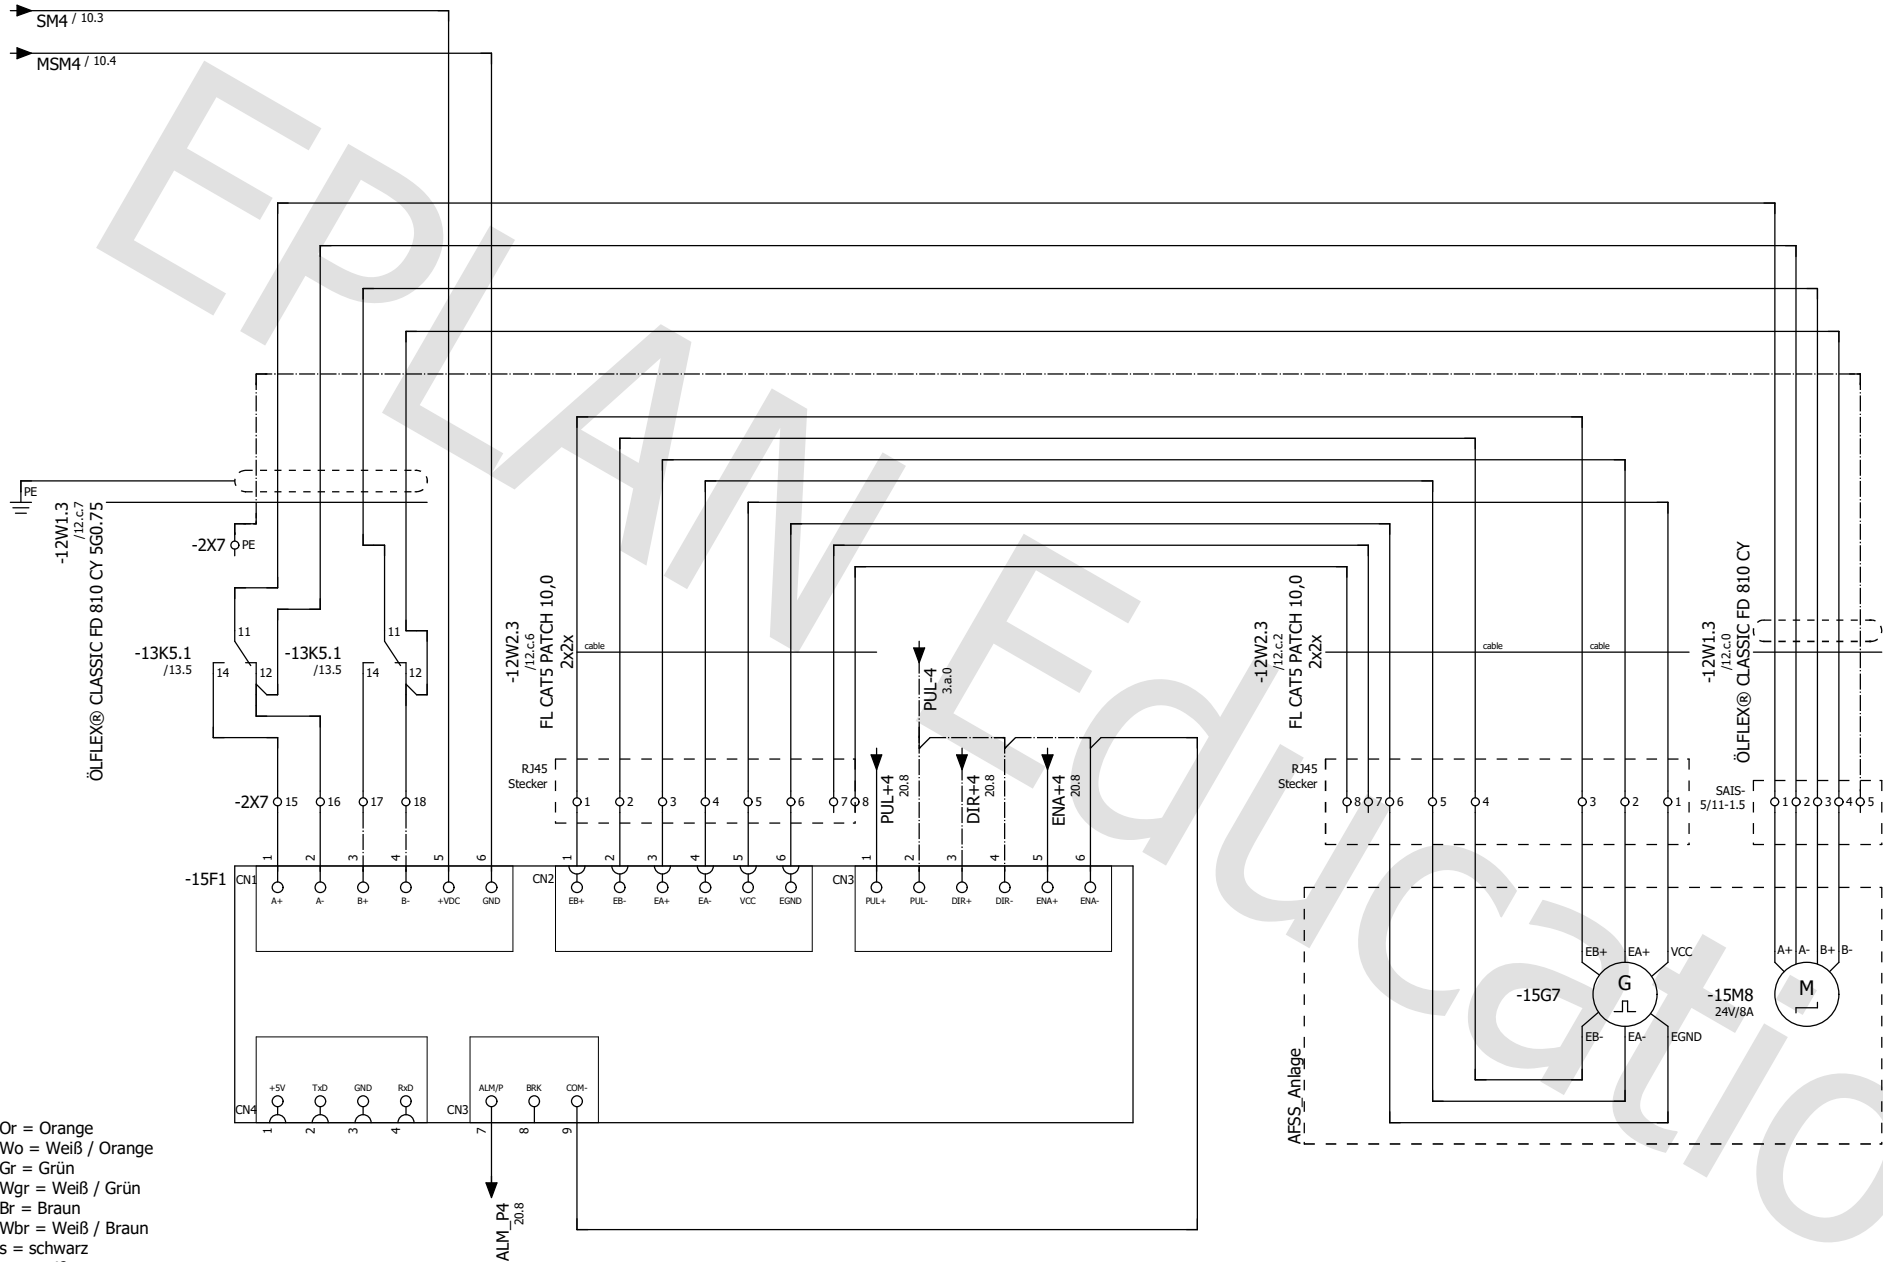 SM4 / 10.3
MSM4 / 10.4
EPLAN Educatio
PE
-12W1.3
/12.c.7
ÖLFLEX® CLASSIC FD 810 CY 5G0.75
-2X7 PE
-13K5.1
/13.5
11
14
12
-13K5.1
/13.5
11
14
12
-12W2.3
/12.c.6
FL CAT5 PATCH 10,0
2x2x
cable
PUL-4
3.a.0
-12W2.3
/12.c.2
FL CAT5 PATCH 10,0
2x2x
cable
cable
-12W1.3
/12.c.0
ÖLFLEX® CLASSIC FD 810 CY
-2X7 15 16 17 18
RJ45
Stecker
1 2 3 4 5 6 7 8
PUL+4
20.8
DIR+4
20.8
ENA+4
20.8
RJ45
Stecker
8 7 6 5 4 3 2 1
SAIS-
5/11-1.5
1 2 3 4 5
-15F1
CN1
1 2 3 4 5 6
A+ A- B+ B- +VDC GND
CN2
1 2 3 4 5 6
EB+ EB- EA+ EA- VCC EGND
CN3
1 2 3 4 5 6
PUL+ PUL- DIR+ DIR- ENA+ ENA-
EB+ EA+ VCC
-15G7
G
EB- EA- EGND
A+ A- B+ B-
-15M8
24V/8A
M
AFSS_Anlage
+5V TxD GND RxD
CN4
1 2 3 4
ALM/P BRK COM-
CN3
7 8 9
ALM_P4
20.8
Or = Orange
Wo = Weiß / Orange
Gr = Grün
Wgr = Weiß / Grün
Br = Braun
Wbr = Weiß / Braun
s = schwarz